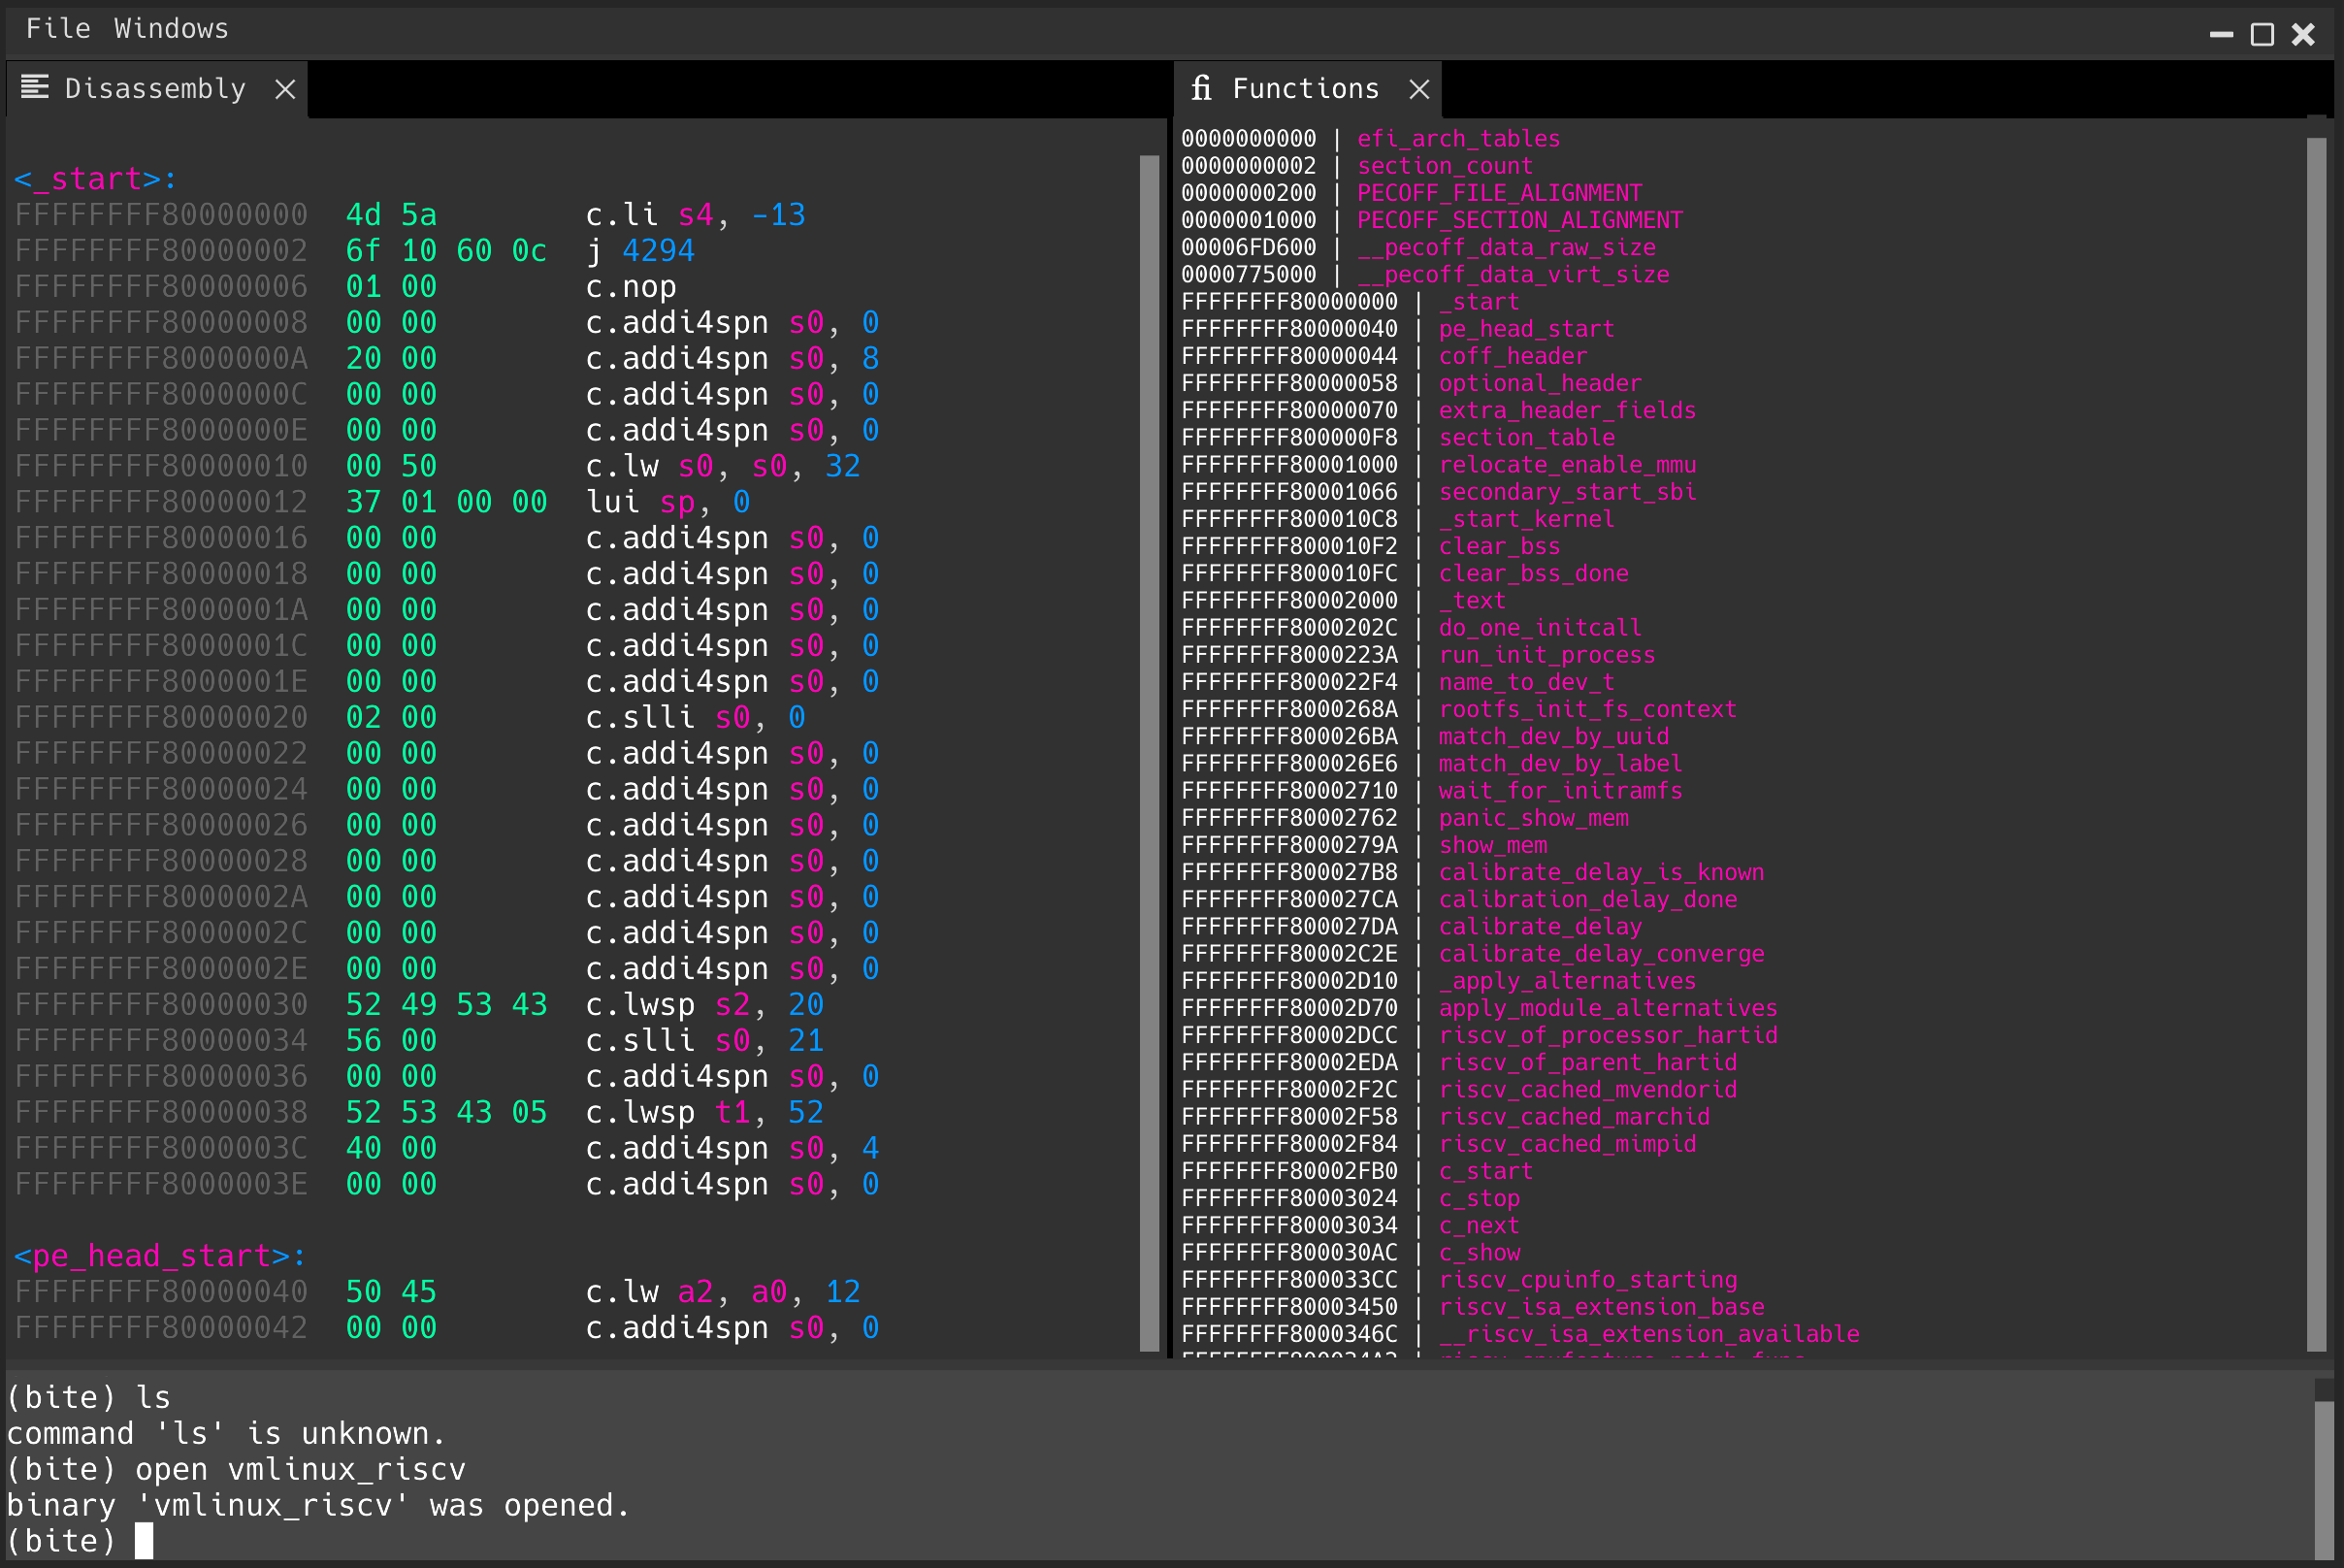 File Windows
Disassembly
<_start>:
FFFFFFFF80000000 4d 5a c.li s4, -13
FFFFFFFF80000002 6f 10 60 0c j 4294
FFFFFFFF80000006 01 00 c.nop
FFFFFFFF80000008 00 00 c.addi4spn s0, 0
FFFFFFFF8000000A 20 00 c.addi4spn s0, 8
FFFFFFFF8000000C 00 00 c.addi4spn s0, 0
FFFFFFFF8000000E 00 00 c.addi4spn s0, 0
FFFFFFFF80000010 00 50 c.lw s0, s0, 32
FFFFFFFF80000012 37 01 00 00 lui sp, 0
FFFFFFFF80000016 00 00 c.addi4spn s0, 0
FFFFFFFF80000018 00 00 c.addi4spn s0, 0
FFFFFFFF8000001A 00 00 c.addi4spn s0, 0
FFFFFFFF8000001C 00 00 c.addi4spn s0, 0
FFFFFFFF8000001E 00 00 c.addi4spn s0, 0
FFFFFFFF80000020 02 00 c.slli s0, 0
FFFFFFFF80000022 00 00 c.addi4spn s0, 0
FFFFFFFF80000024 00 00 c.addi4spn s0, 0
FFFFFFFF80000026 00 00 c.addi4spn s0, 0
FFFFFFFF80000028 00 00 c.addi4spn s0, 0
FFFFFFFF8000002A 00 00 c.addi4spn s0, 0
FFFFFFFF8000002C 00 00 c.addi4spn s0, 0
FFFFFFFF8000002E 00 00 c.addi4spn s0, 0
FFFFFFFF80000030 52 49 53 43 c.lwsp s2, 20
FFFFFFFF80000034 56 00 c.slli s0, 21
FFFFFFFF80000036 00 00 c.addi4spn s0, 0
FFFFFFFF80000038 52 53 43 05 c.lwsp t1, 52
FFFFFFFF8000003C 40 00 c.addi4spn s0, 4
FFFFFFFF8000003E 00 00 c.addi4spn s0, 0
<pe_head_start>:
FFFFFFFF80000040 50 45 c.lw a2, a0, 12
FFFFFFFF80000042 00 00 c.addi4spn s0, 0
fi Functions
0000000000 | efi_arch_tables
0000000002 | section_count
0000000200 | PECOFF_FILE_ALIGNMENT
0000001000 | PECOFF_SECTION_ALIGNMENT
00006FD600 | __pecoff_data_raw_size
0000775000 | __pecoff_data_virt_size
FFFFFFFF80000000 | _start
FFFFFFFF80000040 | pe_head_start
FFFFFFFF80000044 | coff_header
FFFFFFFF80000058 | optional_header
FFFFFFFF80000070 | extra_header_fields
FFFFFFFF800000F8 | section_table
FFFFFFFF80001000 | relocate_enable_mmu
FFFFFFFF80001066 | secondary_start_sbi
FFFFFFFF800010C8 | _start_kernel
FFFFFFFF800010F2 | clear_bss
FFFFFFFF800010FC | clear_bss_done
FFFFFFFF80002000 | _text
FFFFFFFF8000202C | do_one_initcall
FFFFFFFF8000223A | run_init_process
FFFFFFFF800022F4 | name_to_dev_t
FFFFFFFF8000268A | rootfs_init_fs_context
FFFFFFFF800026BA | match_dev_by_uuid
FFFFFFFF800026E6 | match_dev_by_label
FFFFFFFF80002710 | wait_for_initramfs
FFFFFFFF80002762 | panic_show_mem
FFFFFFFF8000279A | show_mem
FFFFFFFF800027B8 | calibrate_delay_is_known
FFFFFFFF800027CA | calibration_delay_done
FFFFFFFF800027DA | calibrate_delay
FFFFFFFF80002C2E | calibrate_delay_converge
FFFFFFFF80002D10 | _apply_alternatives
FFFFFFFF80002D70 | apply_module_alternatives
FFFFFFFF80002DCC | riscv_of_processor_hartid
FFFFFFFF80002EDA | riscv_of_parent_hartid
FFFFFFFF80002F2C | riscv_cached_mvendorid
FFFFFFFF80002F58 | riscv_cached_marchid
FFFFFFFF80002F84 | riscv_cached_mimpid
FFFFFFFF80002FB0 | c_start
FFFFFFFF80003024 | c_stop
FFFFFFFF80003034 | c_next
FFFFFFFF800030AC | c_show
FFFFFFFF800033CC | riscv_cpuinfo_starting
FFFFFFFF80003450 | riscv_isa_extension_base
FFFFFFFF8000346C | __riscv_isa_extension_available
(bite) ls
command 'ls' is unknown.
(bite) open vmlinux_riscv
binary 'vmlinux_riscv' was opened.
(bite)